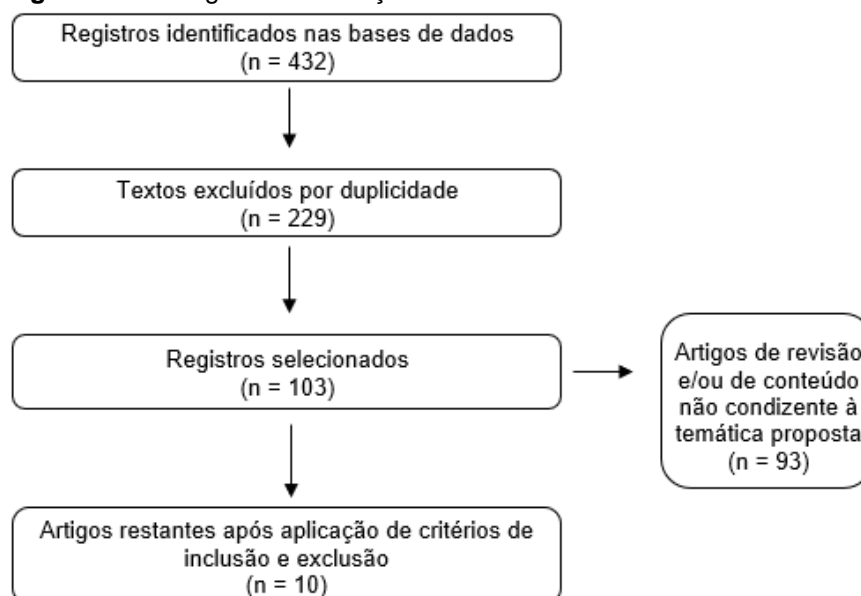 Registros identificados nas bases de dados
(n = 432)
Textos excluídos por duplicidade
(n = 229)
Registros selecionados
(n = 103)
Artigos de revisão
e/ou de conteúdo
não condizente à
temática proposta
(n = 93)
Artigos restantes após aplicação de critérios de
inclusão e exclusão
(n = 10)